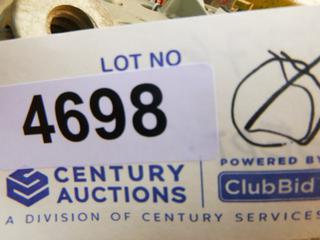 LOT NO
4698
CENTURY
AUCTIONS
POWERED BY
ClubBid
A DIVISION OF CENTURY SERVICES